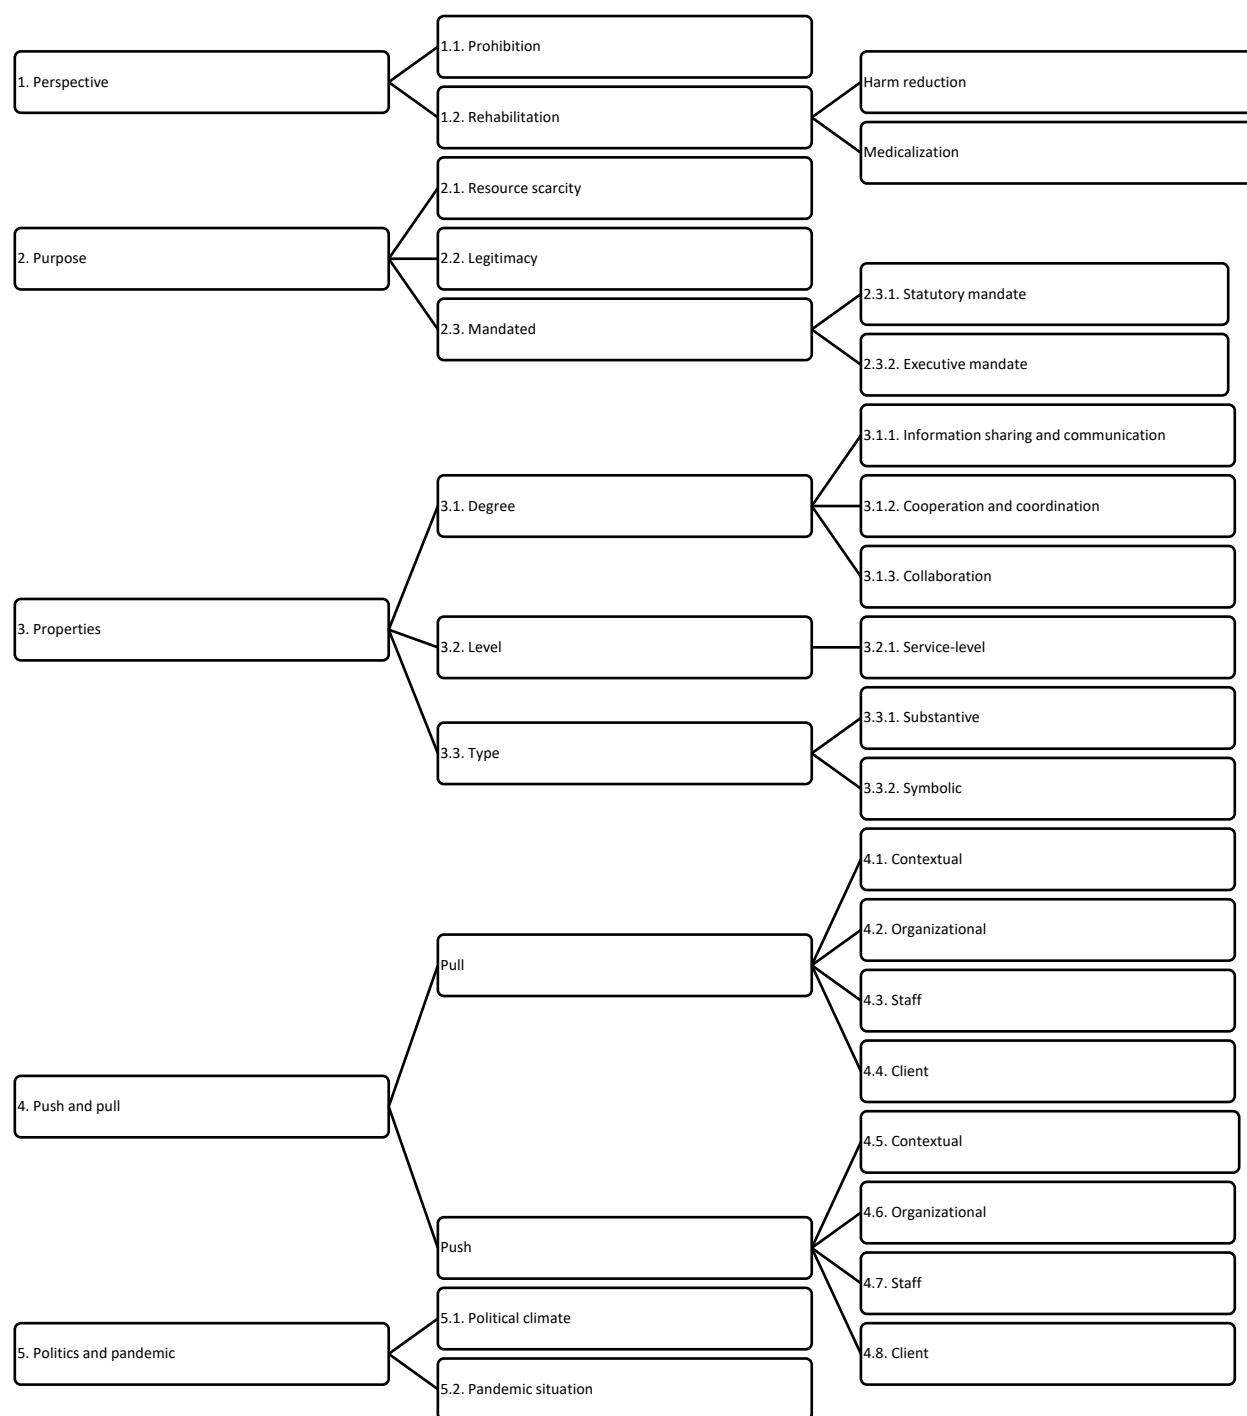 1. Perspective
1.1. Prohibition
1.2. Rehabilitation
Harm reduction
Medicalization
2. Purpose
2.1. Resource scarcity
2.2. Legitimacy
2.3. Mandated
2.3.1. Statutory mandate
2.3.2. Executive mandate
3. Properties
3.1. Degree
3.1.1. Information sharing and communication
3.1.2. Cooperation and coordination
3.1.3. Collaboration
3.2. Level
3.2.1. Service-level
3.3. Type
3.3.1. Substantive
3.3.2. Symbolic
4. Push and pull
Pull
4.1. Contextual
4.2. Organizational
4.3. Staff
4.4. Client
Push
4.5. Contextual
4.6. Organizational
4.7. Staff
4.8. Client
5. Politics and pandemic
5.1. Political climate
5.2. Pandemic situation